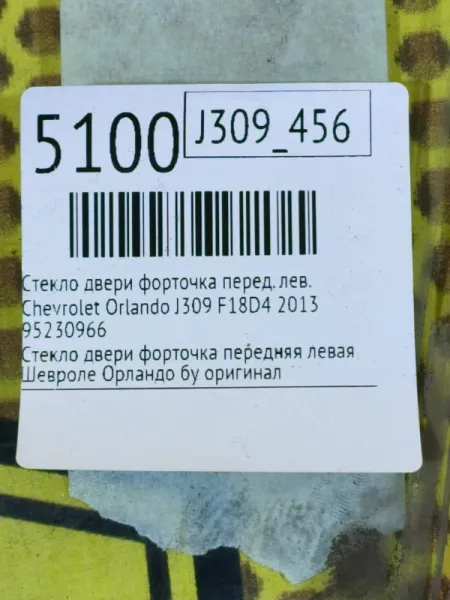 5100
J309_456
Стекло двери форточка перед. лев.
Chevrolet Orlando J309 F18D4 2013
95230966
Стекло двери форточка передняя левая
Шевроле Орландо бу оригинал